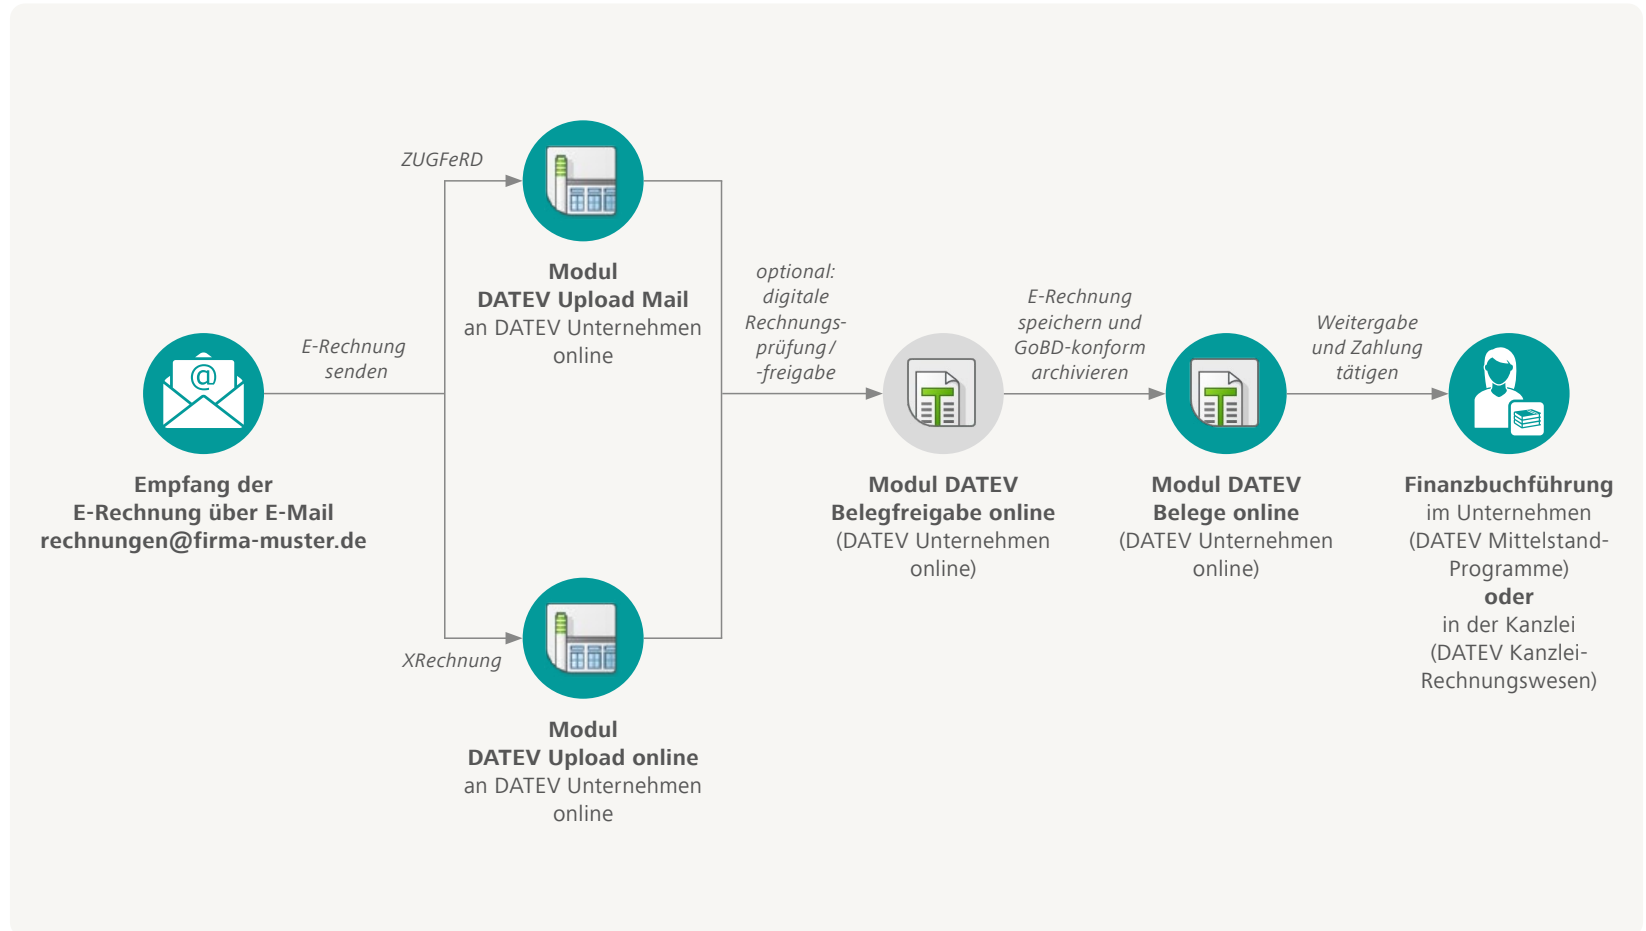 ZUGFeRD
Modul
DATEV Upload Mail
an DATEV Unternehmen
online
E-Rechnung
senden
@
Empfang der
E-Rechnung über E-Mail
rechnungen@firma-muster.de
XRechnung
Modul
DATEV Upload online
an DATEV Unternehmen
online
optional:
digitale
Rechnungs-
prüfung /
-freigabe
Modul DATEV
Belegfreigabe online
(DATEV Unternehmen
online)
E-Rechnung
speichern und
GoBD-konform
archivieren
Modul DATEV
Belege online
(DATEV Unternehmen
online)
Weitergabe
und Zahlung
tätigen
Finanzbuchführung
im Unternehmen
(DATEV Mittelstand-
Programme)
oder
in der Kanzlei
(DATEV Kanzlei-
Rechnungswesen)